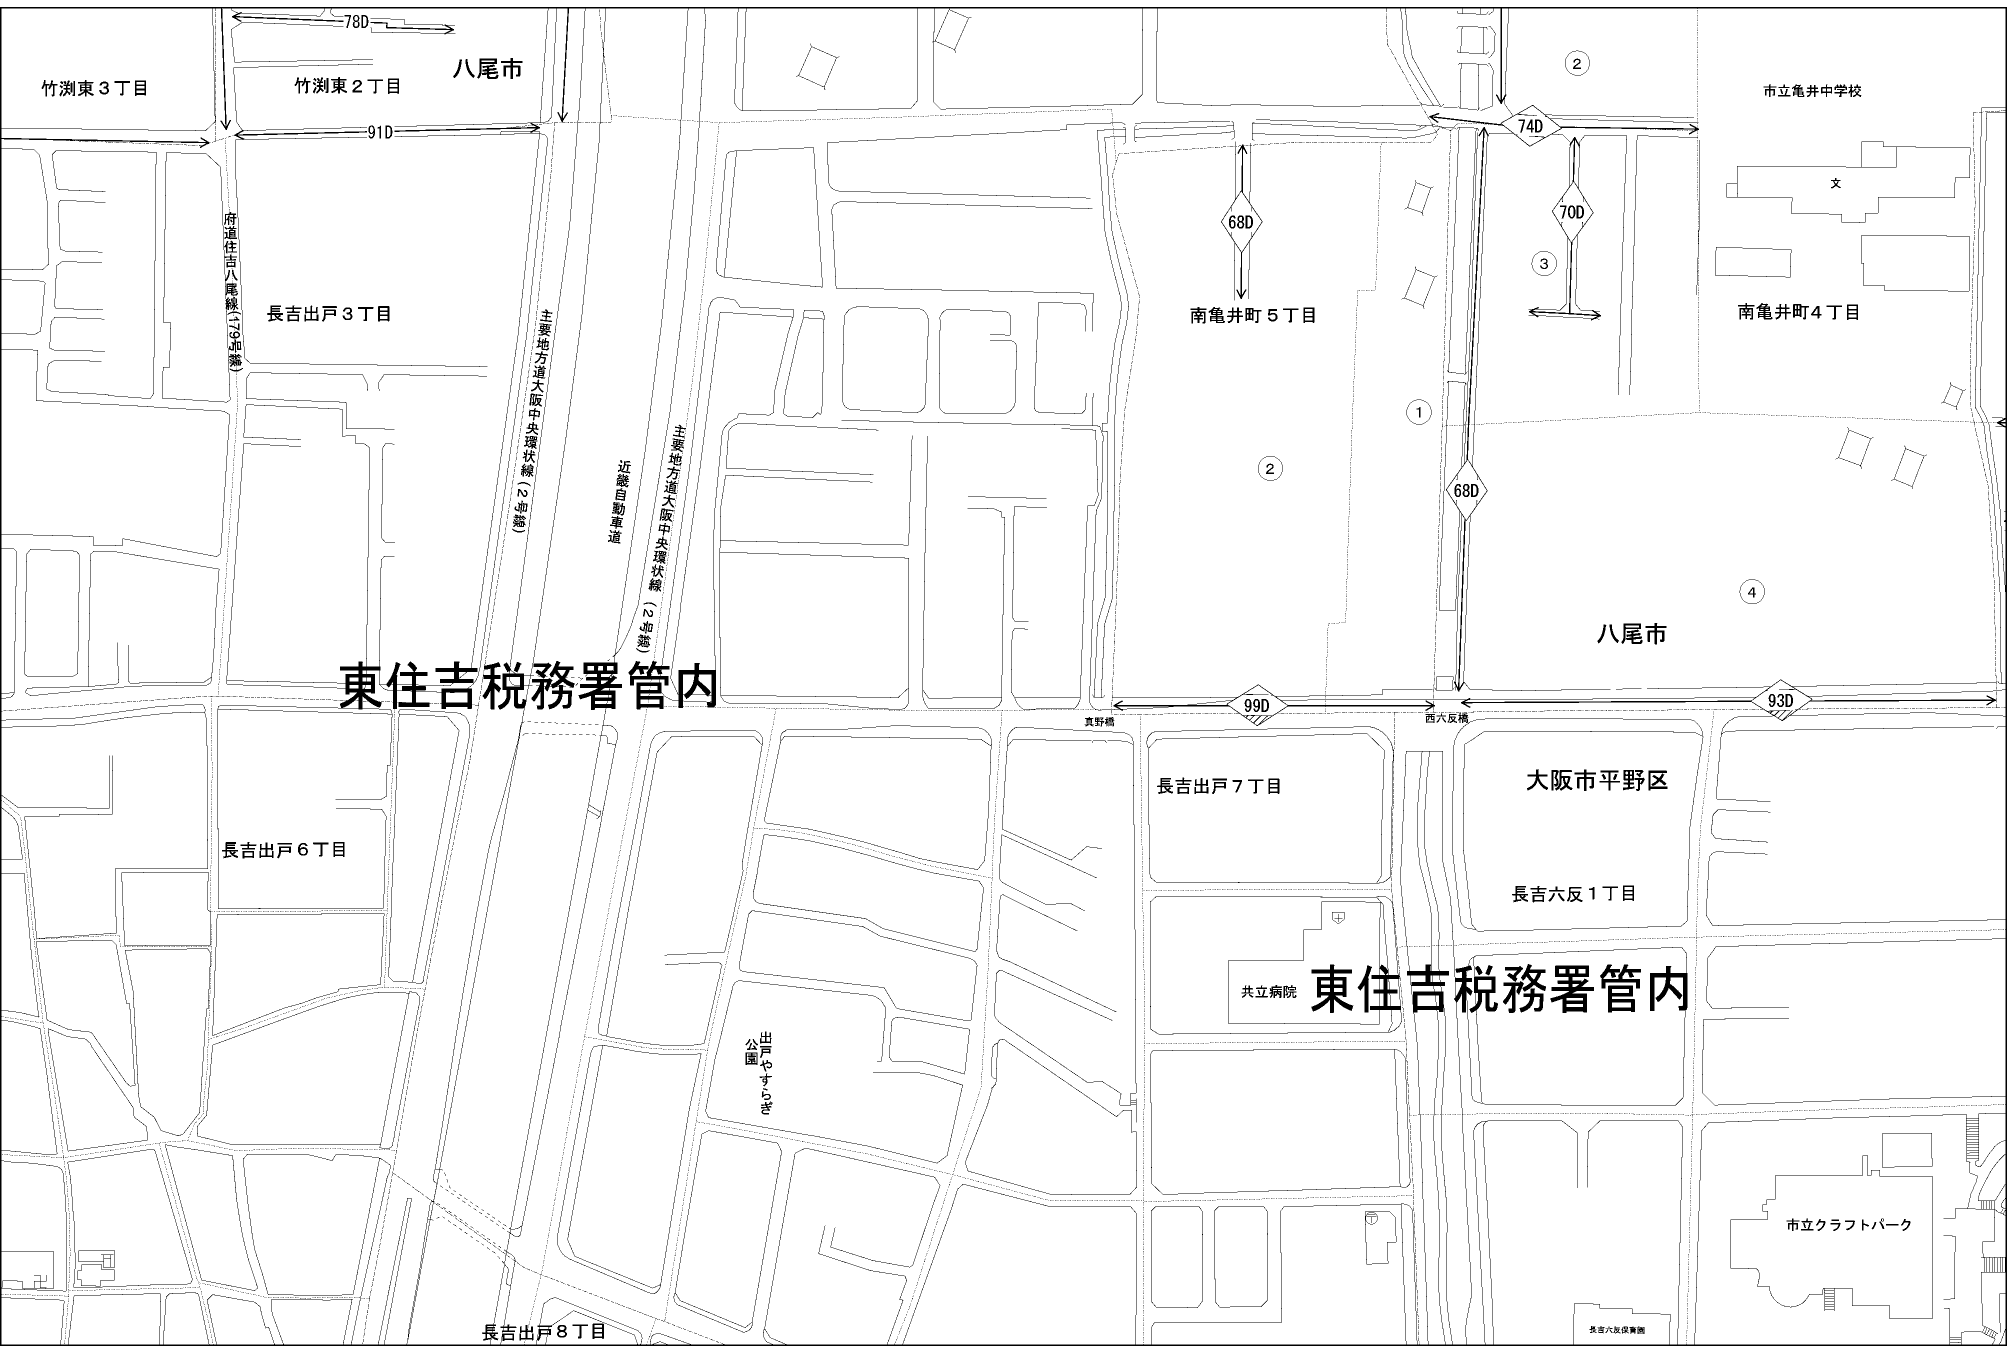 78D
八尾市
竹渕東3丁目
竹渕東2丁目
91D
2
市立亀井中学校
74D
文
68D
70D
3
府道住吉八尾線(179号線)
長吉出戸3丁目
南亀井町5丁目
南亀井町4丁目
主要地方道大阪中央環状線(2号線)
近畿自動車道
主要地方道大阪中央環状線(2号線)
1
2
68D
4
八尾市
東住吉税務署管内
99D
93D
真野橋
西六反橋
長吉出戸7丁目
大阪市平野区
長吉出戸6丁目
長吉六反1丁目
共立病院
東住吉税務署管内
出戸やすらぎ
公園
市立クラフトパーク
長吉出戸8丁目
長吉六反保育園